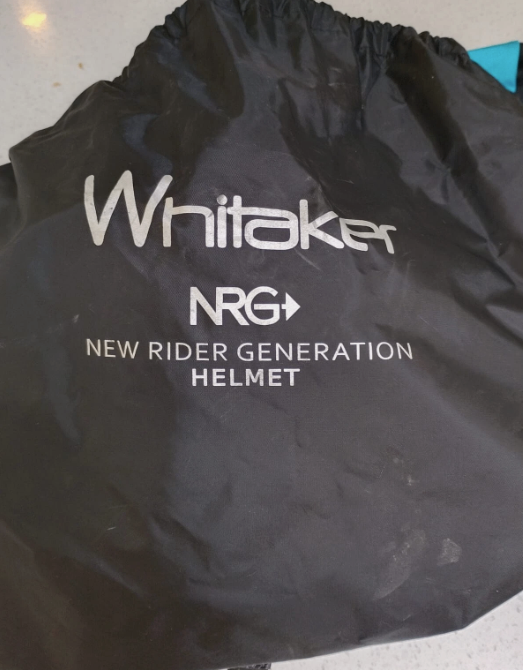 Whitaker
NRG
NEW RIDER GENERATION
HELMET